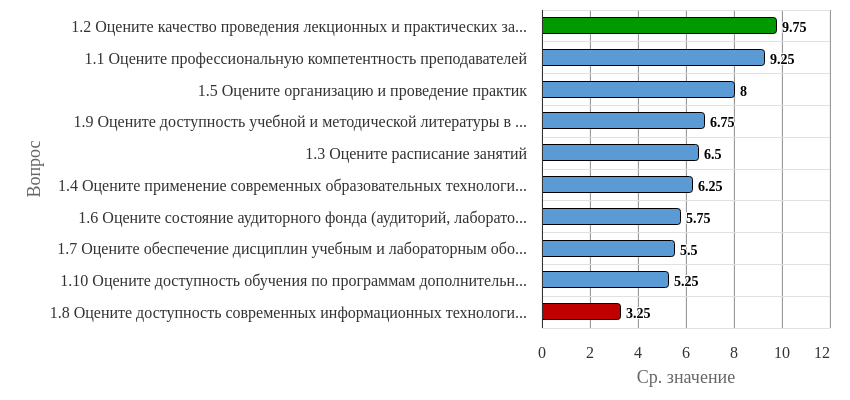 1.2 Оцените качество проведения лекционных и практических за... 9.75
1.1 Оцените профессиональную компетентность преподавателей 9.25
1.5 Оцените организацию и проведение практик 8
1.9 Оцените доступность учебной и методической литературы в ... 6.75
1.3 Оцените расписание занятий 6.5
1.4 Оцените применение современных образовательных технологи... 6.25
1.6 Оцените состояние аудиторного фонда (аудиторий, лаборато... 5.75
1.7 Оцените обеспечение дисциплин учебным и лабораторным обо... 5.5
1.10 Оцените доступность обучения по программам дополнительн... 5.25
1.8 Оцените доступность современных информационных технологи... 3.25
Вопрос
0 2 4 6 8 10 12
Ср. значение